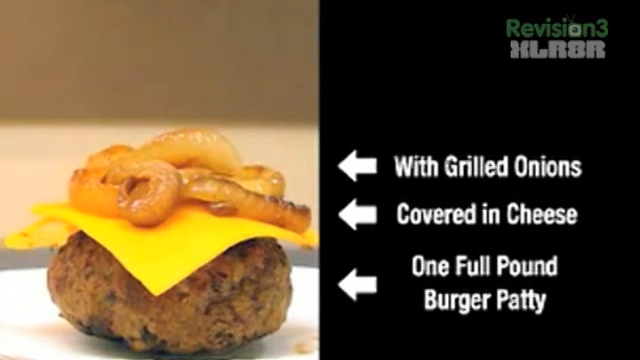 Revision3
XLR8R
With Grilled Onions
Covered in Cheese
One Full Pound
Burger Patty